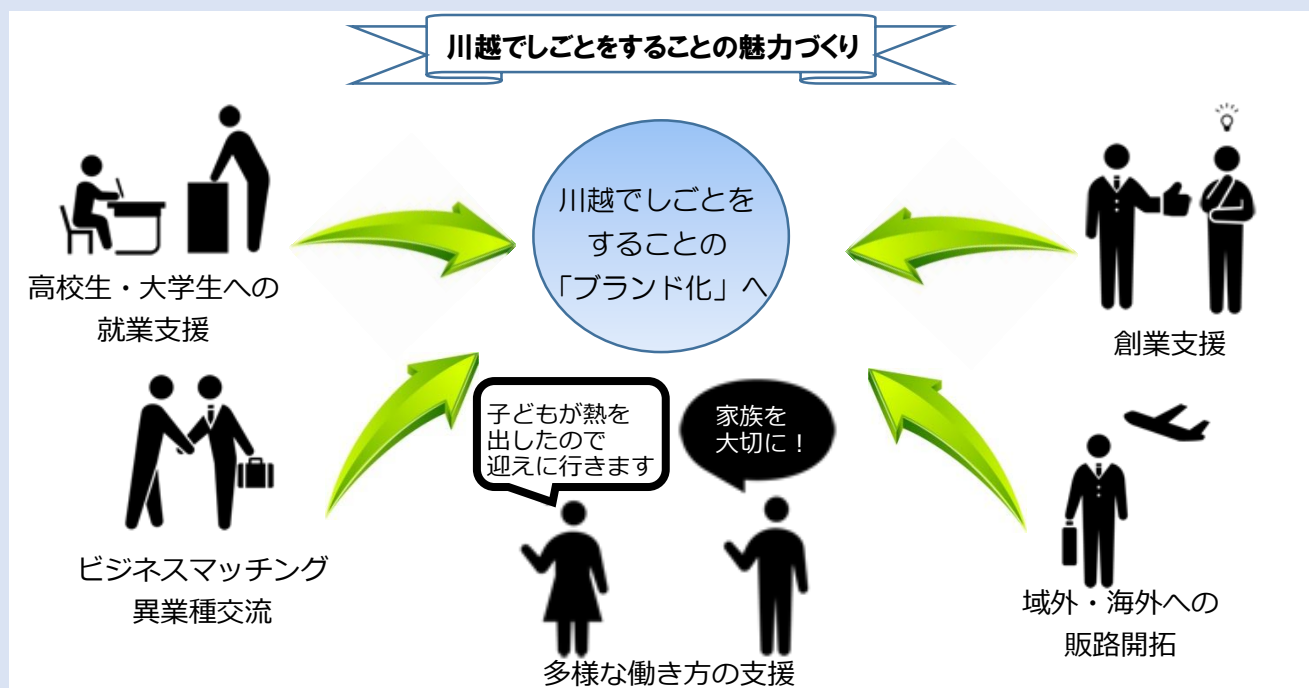 川越でしごとをすることの魅力づくり
川越でしごとを
することの
「ブランド化」へ
高校生・大学生への
就業支援
創業支援
子どもが熱を
出したので
迎えに行きます
家族を
大切に！
ビジネスマッチング
異業種交流
域外・海外への
販路開拓
多様な働き方の支援